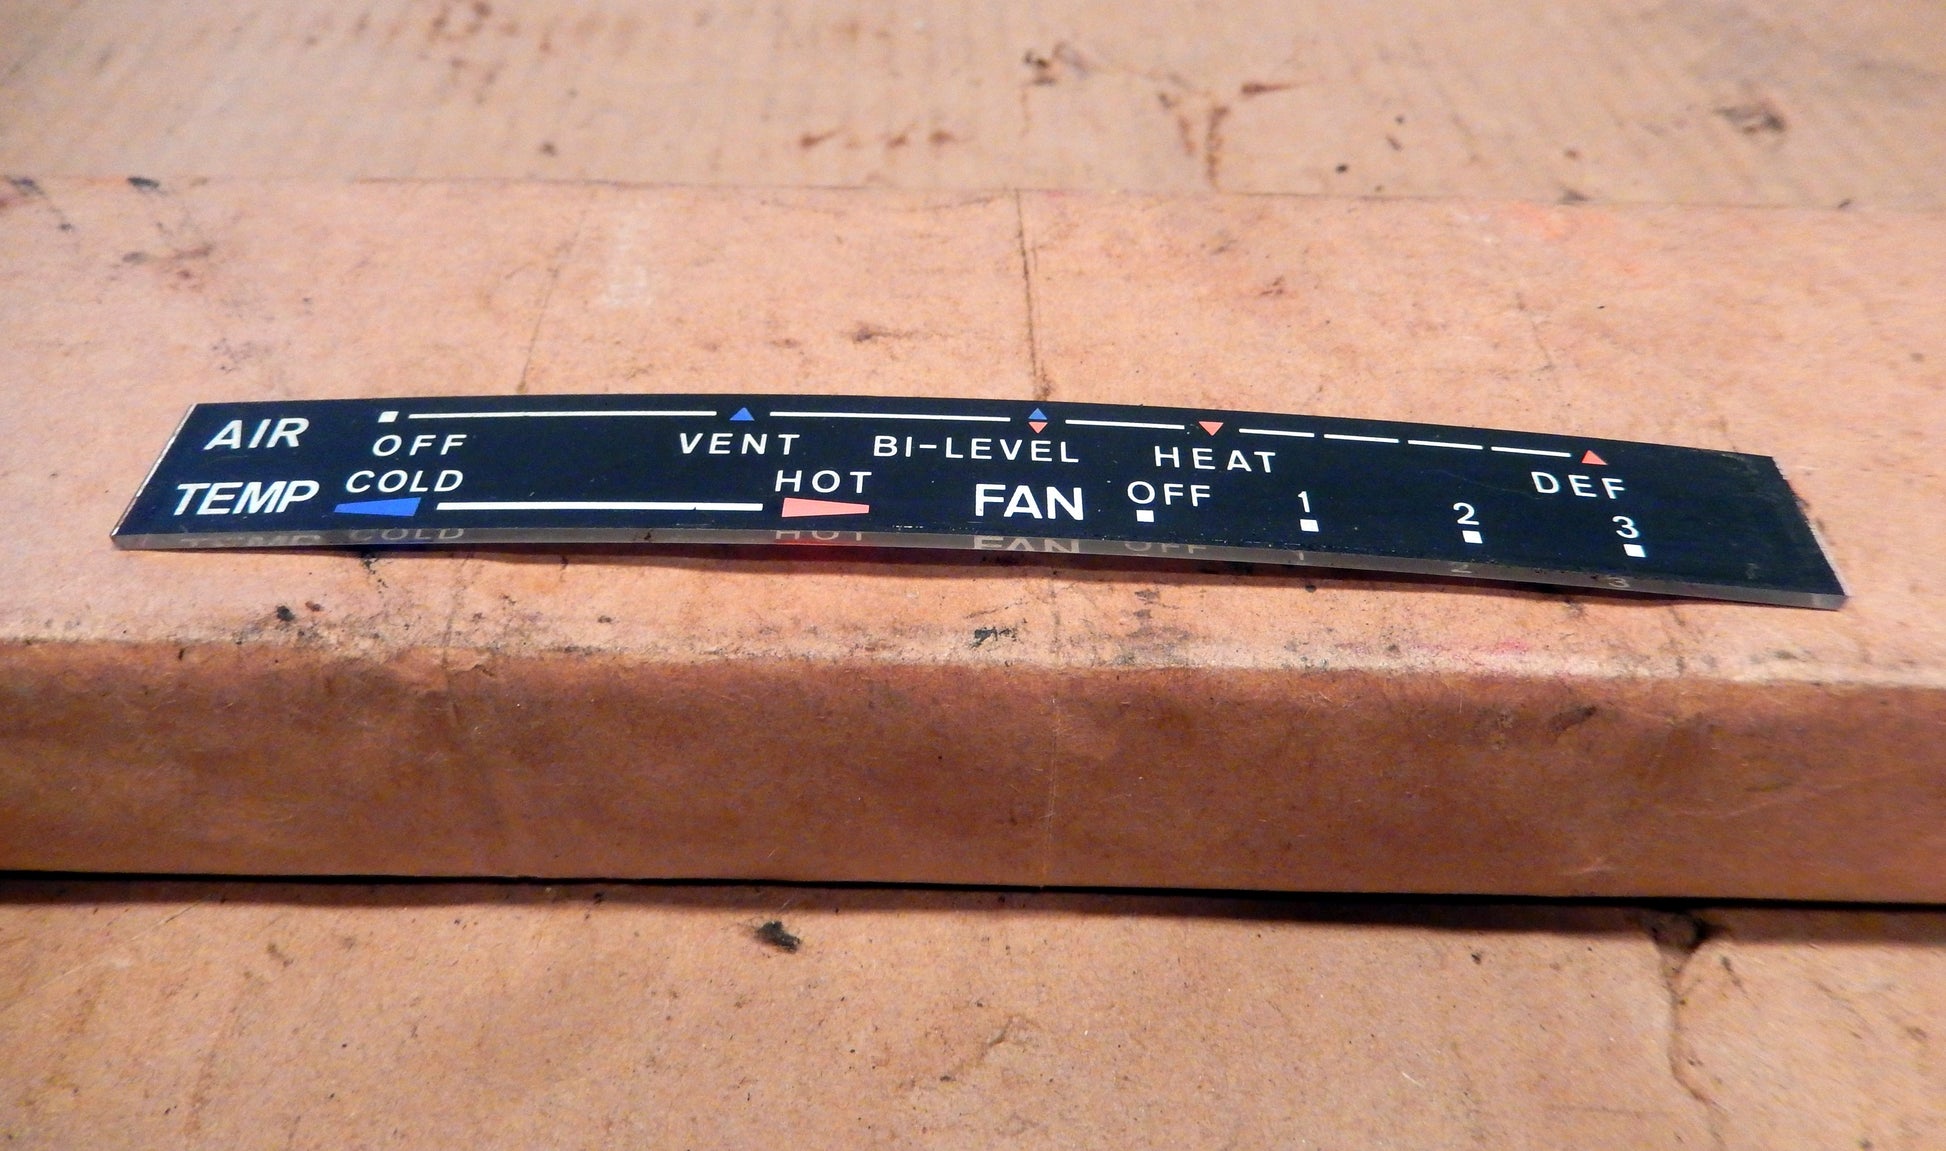 AIR OFF VENT BI-LEVEL HEAT DEF
TEMP COLD HOT FAN OFF 1 2 3